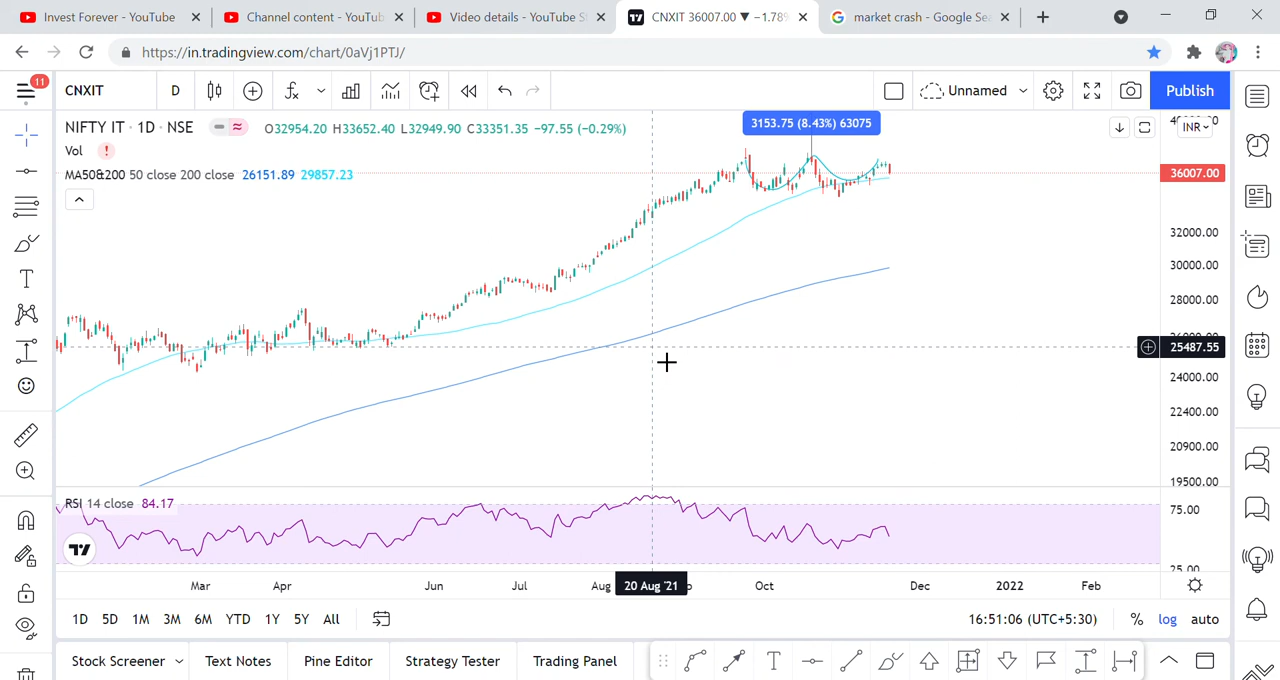 Invest Forever - YouTube
Channel content - YouTub
Video details - YouTube S
CNXIT 36007.00 ▼ −1.78%
market crash - Google Sea
https://in.tradingview.com/chart/0aVj1PTJ/
11
CNXIT
D
Unnamed
Publish
NIFTY IT · 1D · NSE
O32954.20 H33652.40 L32949.90 C33351.35 −97.55 (−0.29%)
Vol
MA50&200 50 close 200 close 26151.89 29857.23
3153.75 (8.43%) 63075
INR
36007.00
32000.00
30000.00
28000.00
25487.55
24000.00
22400.00
20900.00
19500.00
RSI 14 close 84.17
75.00
25.00
Mar Apr Jun Jul Aug 20 Aug '21 Oct Dec 2022 Feb
1D 5D 1M 3M 6M YTD 1Y 5Y All
16:51:06 (UTC+5:30) % log auto
Stock Screener Text Notes Pine Editor Strategy Tester Trading Panel